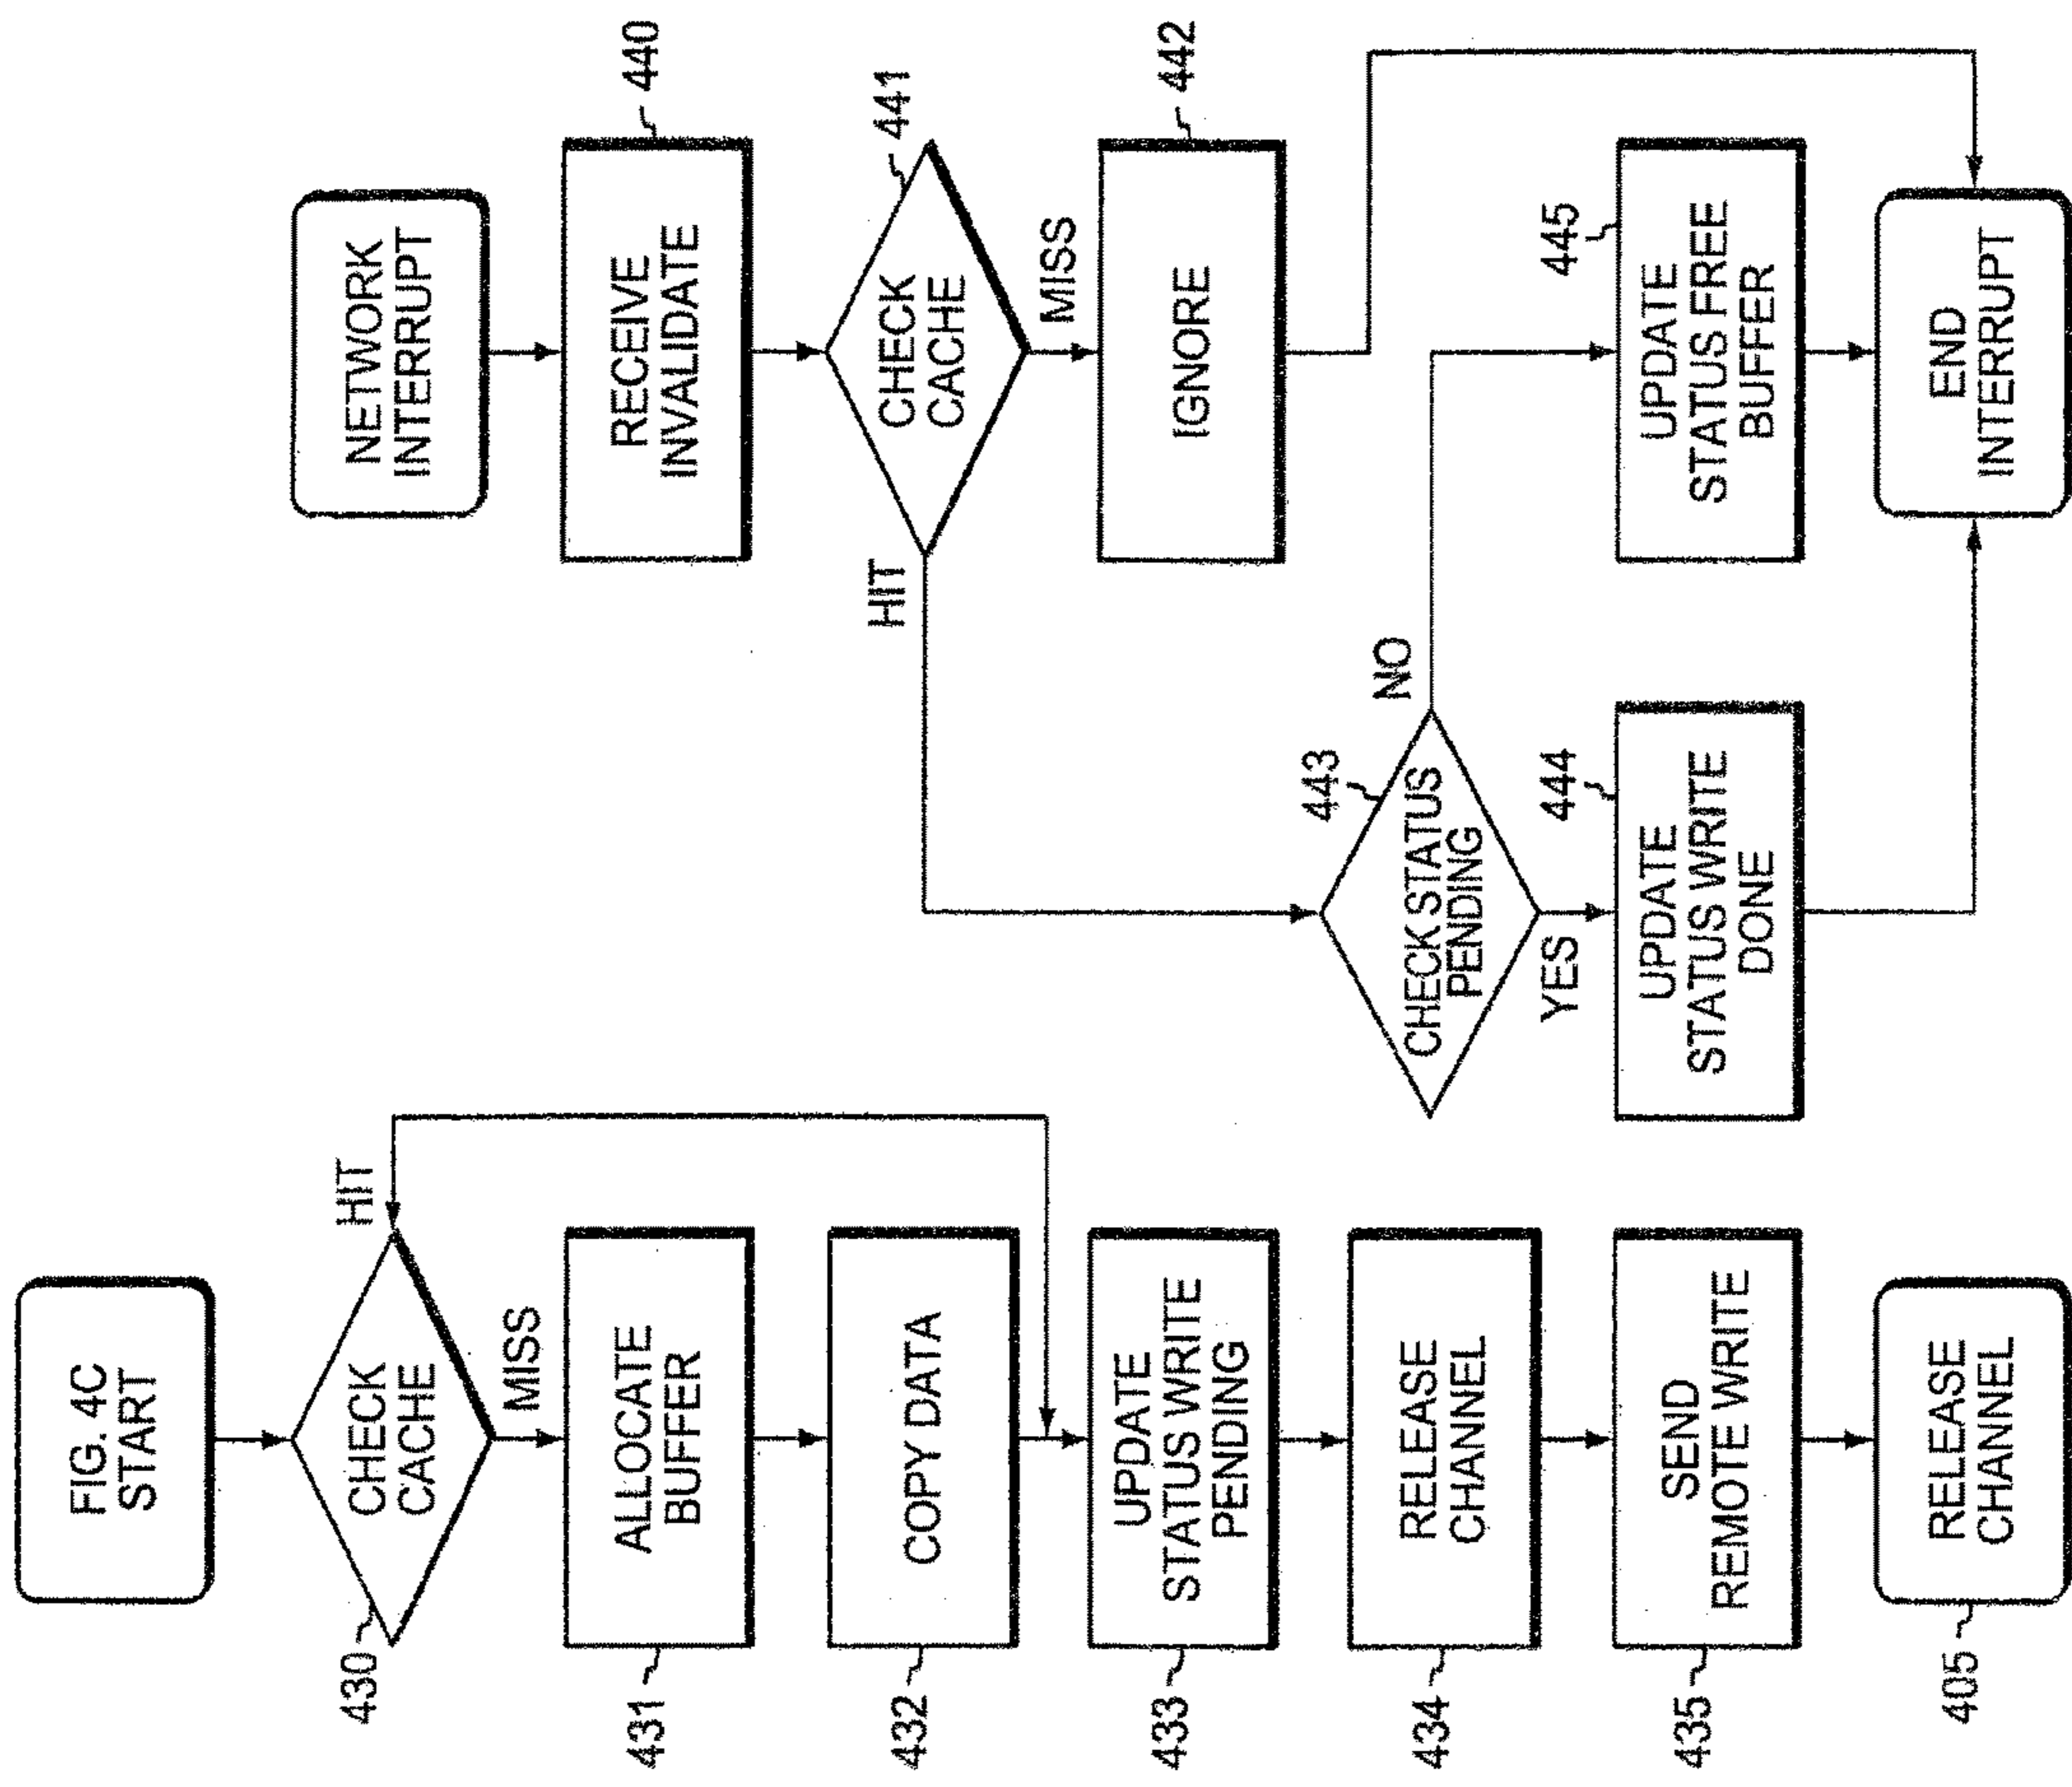 FIG. 4C
START
430
CHECK
CACHE
HIT
MISS
431
ALLOCATE
BUFFER
432
COPY DATA
433
UPDATE
STATUS WRITE
PENDING
434
RELEASE
CHANNEL
435
SEND
REMOTE WRITE
405
RELEASE
CHANNEL
NETWORK
INTERRUPT
440
RECEIVE
INVALIDATE
441
CHECK
CACHE
HIT
MISS
442
IGNORE
443
CHECK STATUS
PENDING
NO
YES
444
UPDATE
STATUS WRITE
DONE
445
UPDATE
STATUS FREE
BUFFER
END
INTERRUPT